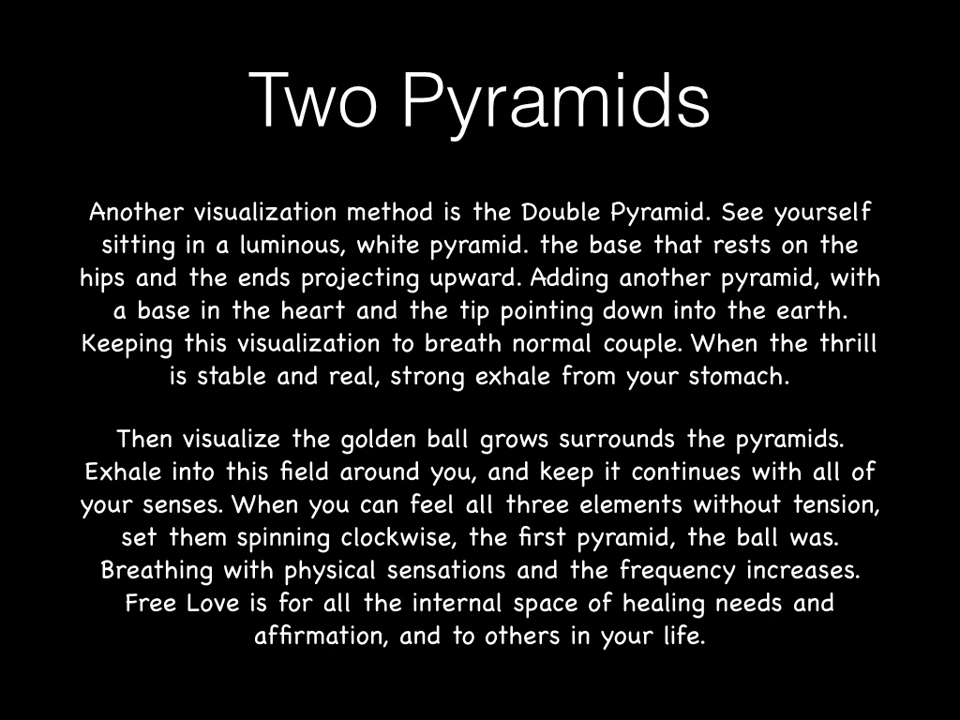 Two Pyramids
Another visualization method is the Double Pyramid. See yourself
sitting in a luminous, white pyramid. the base that rests on the
hips and the ends projecting upward. Adding another pyramid, with
a base in the heart and the tip pointing down into the earth.
Keeping this visualization to breath normal couple. When the thrill
is stable and real, strong exhale from your stomach.
Then visualize the golden ball grows surrounds the pyramids.
Exhale into this field around you, and keep it continues with all of
your senses. When you can feel all three elements without tension,
set them spinning clockwise, the first pyramid, the ball was.
Breathing with physical sensations and the frequency increases.
Free Love is for all the internal space of healing needs and
affirmation, and to others in your life.